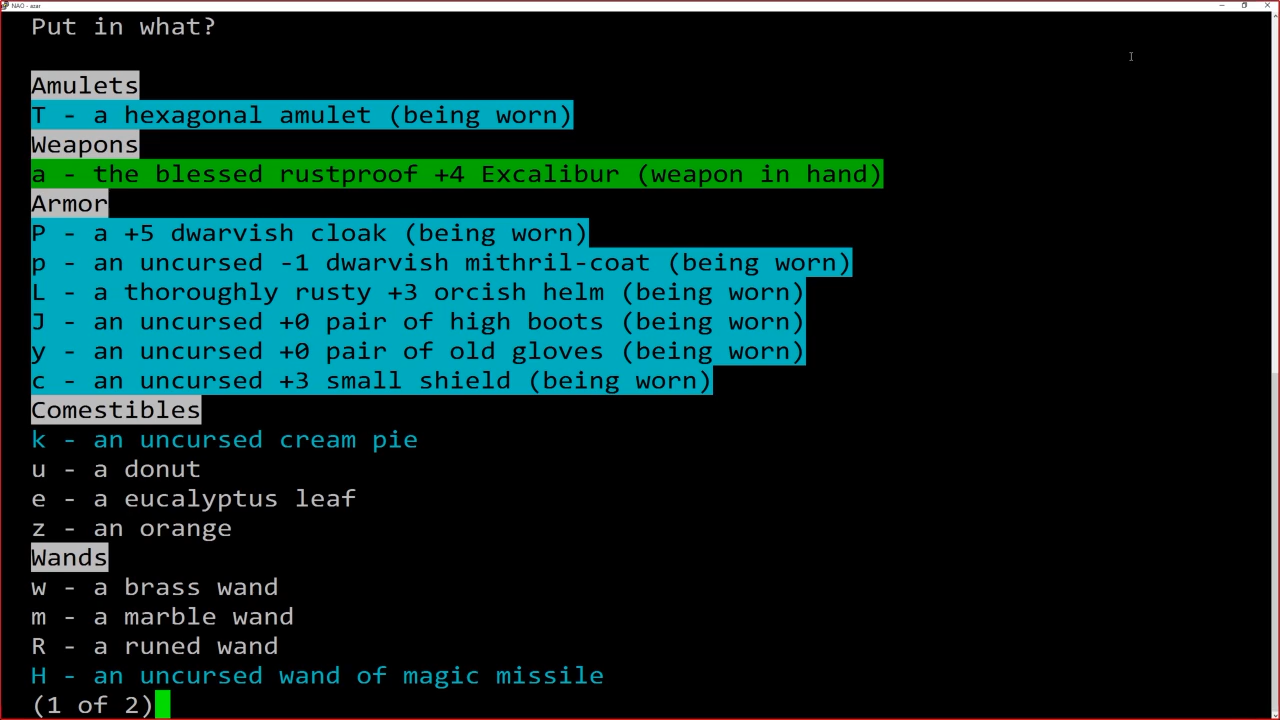 NAO - azar
Put in what?
Amulets
T - a hexagonal amulet (being worn)
Weapons
a - the blessed rustproof +4 Excalibur (weapon in hand)
Armor
P - a +5 dwarvish cloak (being worn)
p - an uncursed -1 dwarvish mithril-coat (being worn)
L - a thoroughly rusty +3 orcish helm (being worn)
J - an uncursed +0 pair of high boots (being worn)
y - an uncursed +0 pair of old gloves (being worn)
c - an uncursed +3 small shield (being worn)
Comestibles
k - an uncursed cream pie
u - a donut
e - a eucalyptus leaf
z - an orange
Wands
w - a brass wand
m - a marble wand
R - a runed wand
H - an uncursed wand of magic missile
(1 of 2)